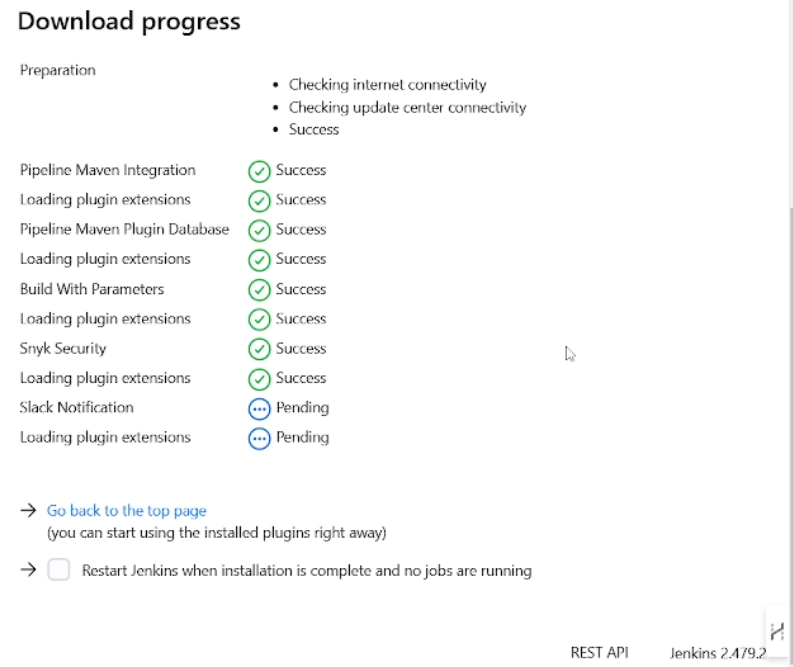 Download progress
Preparation
Checking internet connectivity
Checking update center connectivity
Success
Pipeline Maven Integration Success
Loading plugin extensions Success
Pipeline Maven Plugin Database Success
Loading plugin extensions Success
Build With Parameters Success
Loading plugin extensions Success
Snyk Security Success
Loading plugin extensions Success
Slack Notification Pending
Loading plugin extensions Pending
Go back to the top page
(you can start using the installed plugins right away)
Restart Jenkins when installation is complete and no jobs are running
REST API Jenkins 2.479.2